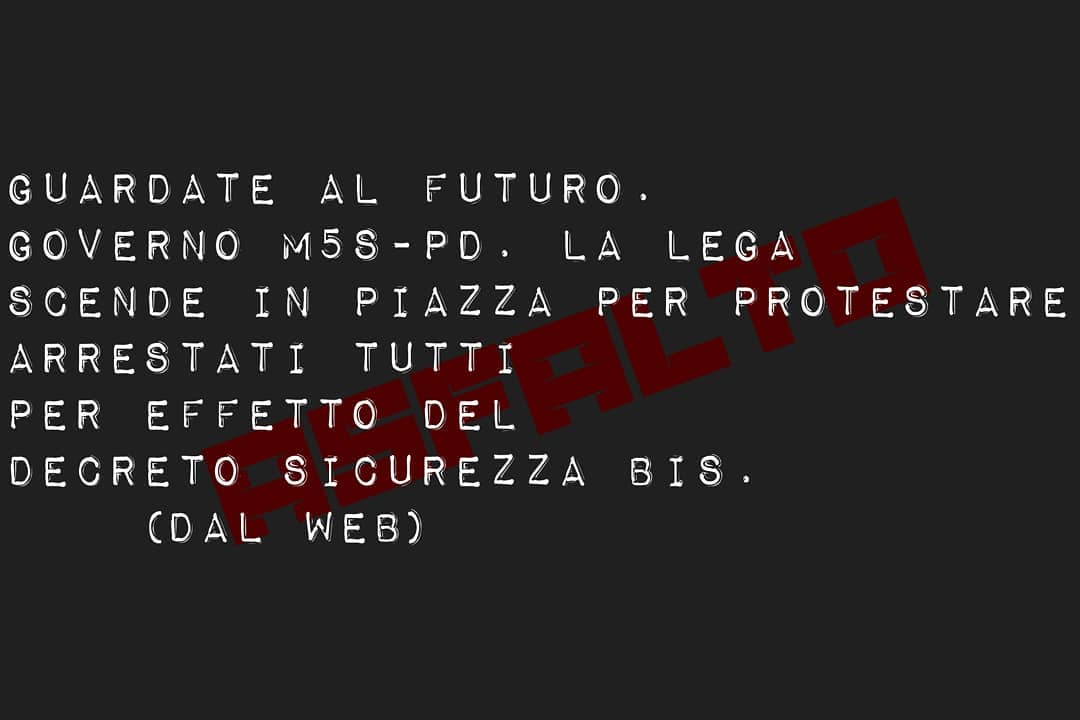 GUARDATE AL FUTURO.
GOVERNO M5S-PD. LA LEGA
SCENDE IN PIAZZA PER PROTESTARE
ARRESTATI TUTTI
PER EFFETTO DEL
DECRETO SICUREZZA BIS.
(DAL WEB)
ASFALTO